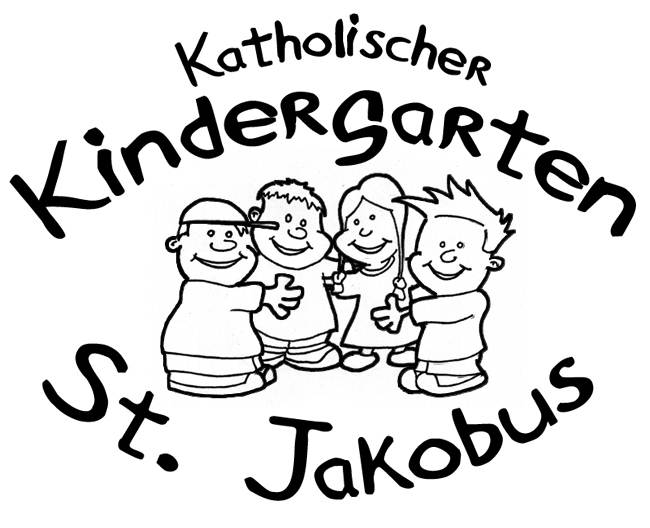 Katholischer
Kindergarten
St. Jakobus